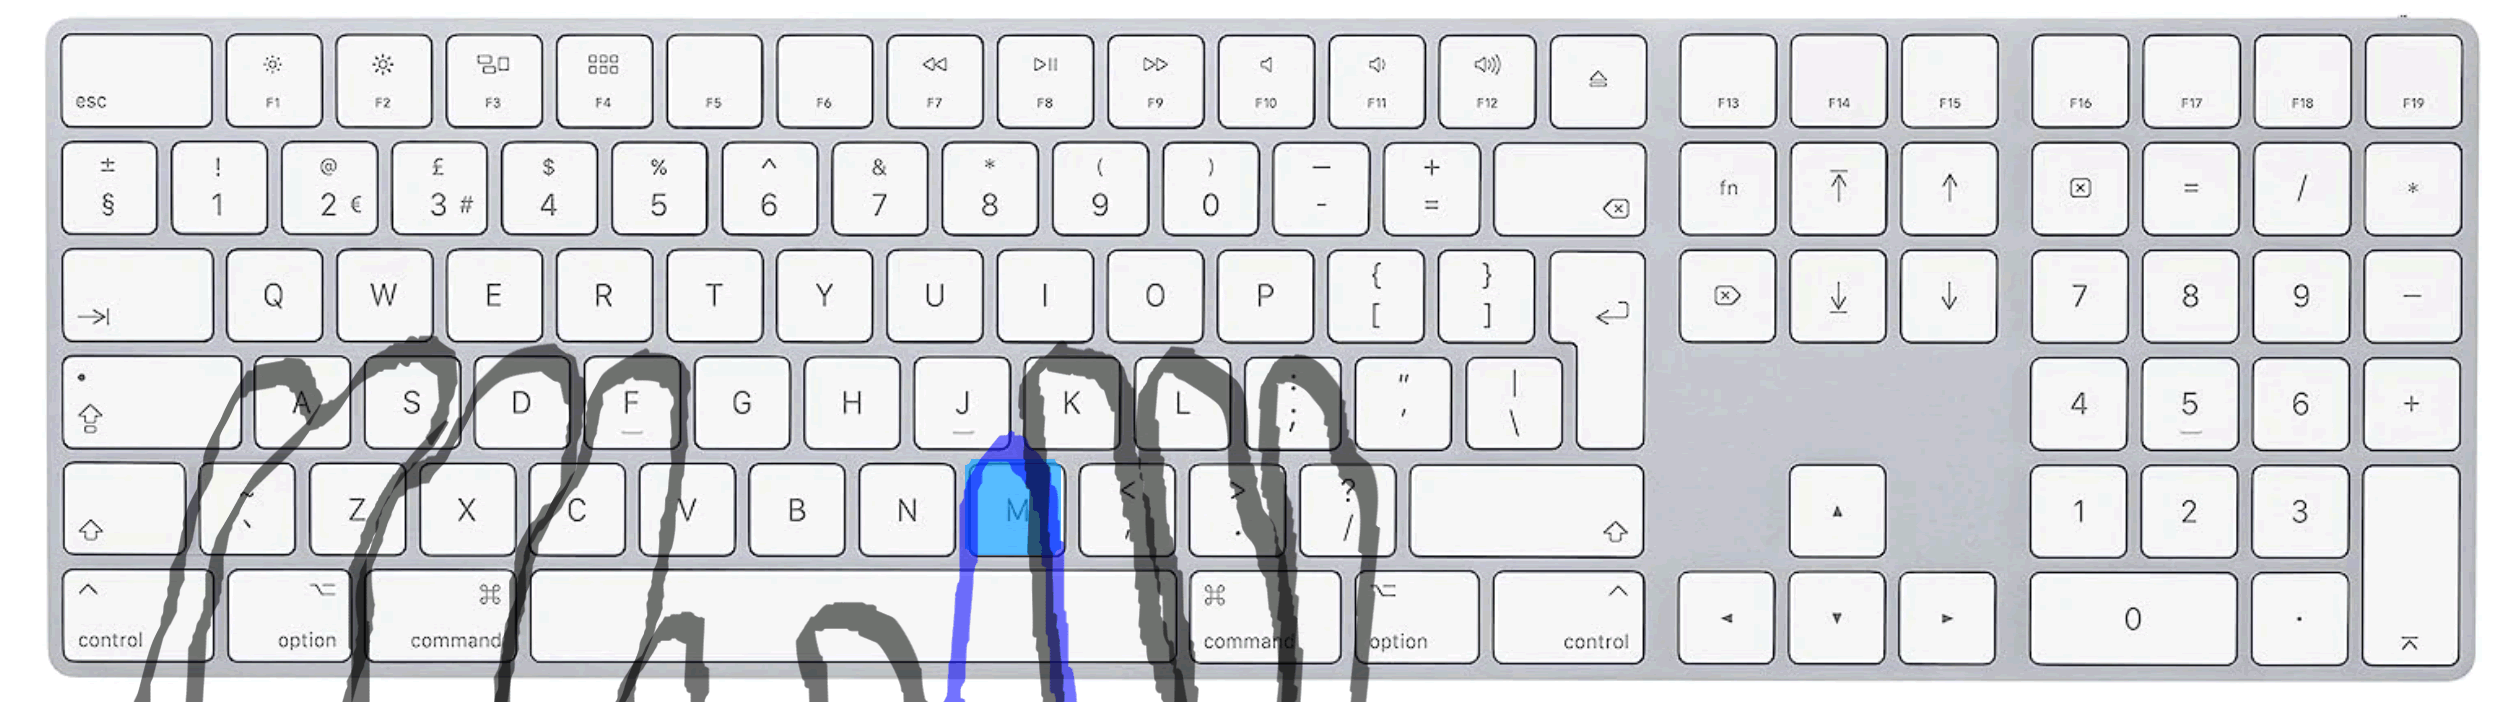 esc F1 F2 F3 F4 F5 F6 F7 F8 F9 F10 F11 F12 F13 F14 F15 F16 F17 F18 F19
± ! @ £ $ % ^ & * ( ) — +
§ 1 2 € 3 # 4 5 6 7 8 9 0 - = fn = / *
Q W E R T Y U I O P { [ } ] 7 8 9 —
A S D F G H J K L : ; " ' | \ 4 5 6 +
~ ` Z X C V B N M < , > . ? / 1 2 3
control option command command option control 0 .